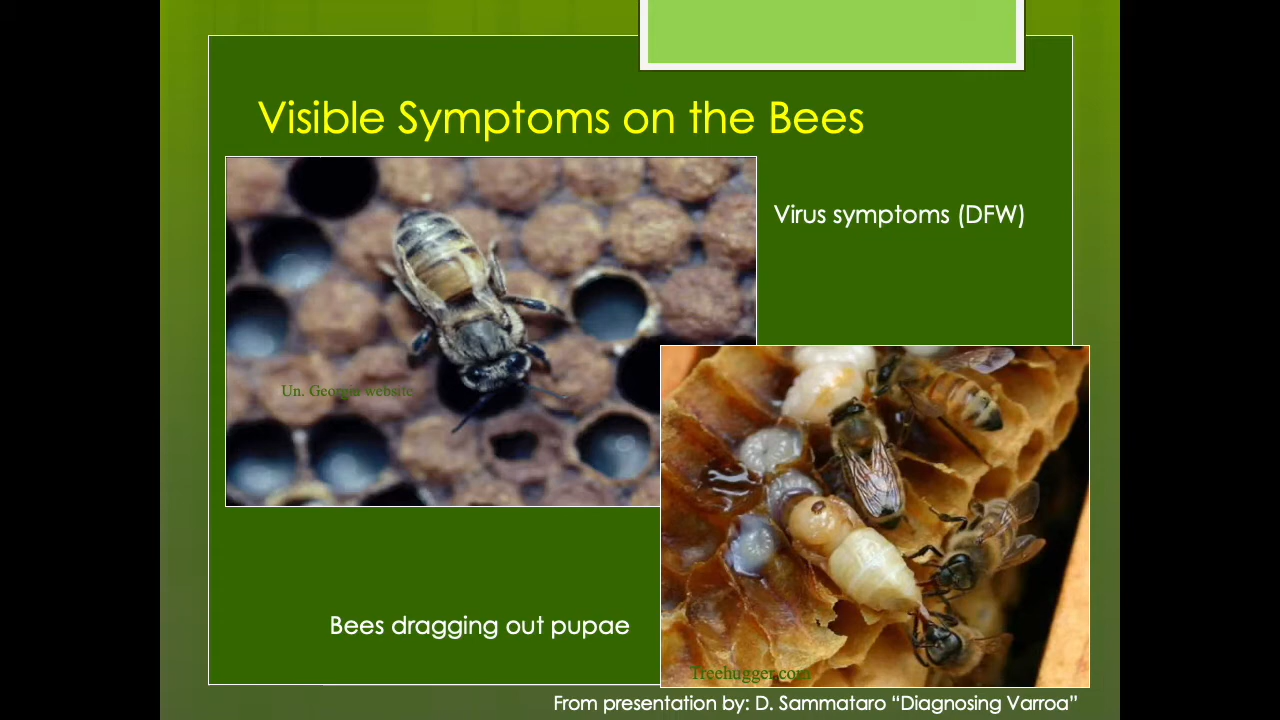 Visible Symptoms on the Bees
Virus symptoms (DFW)
Un. Georgia website
Bees dragging out pupae
Treehugger.com
From presentation by: D. Sammataro “Diagnosing Varroa”